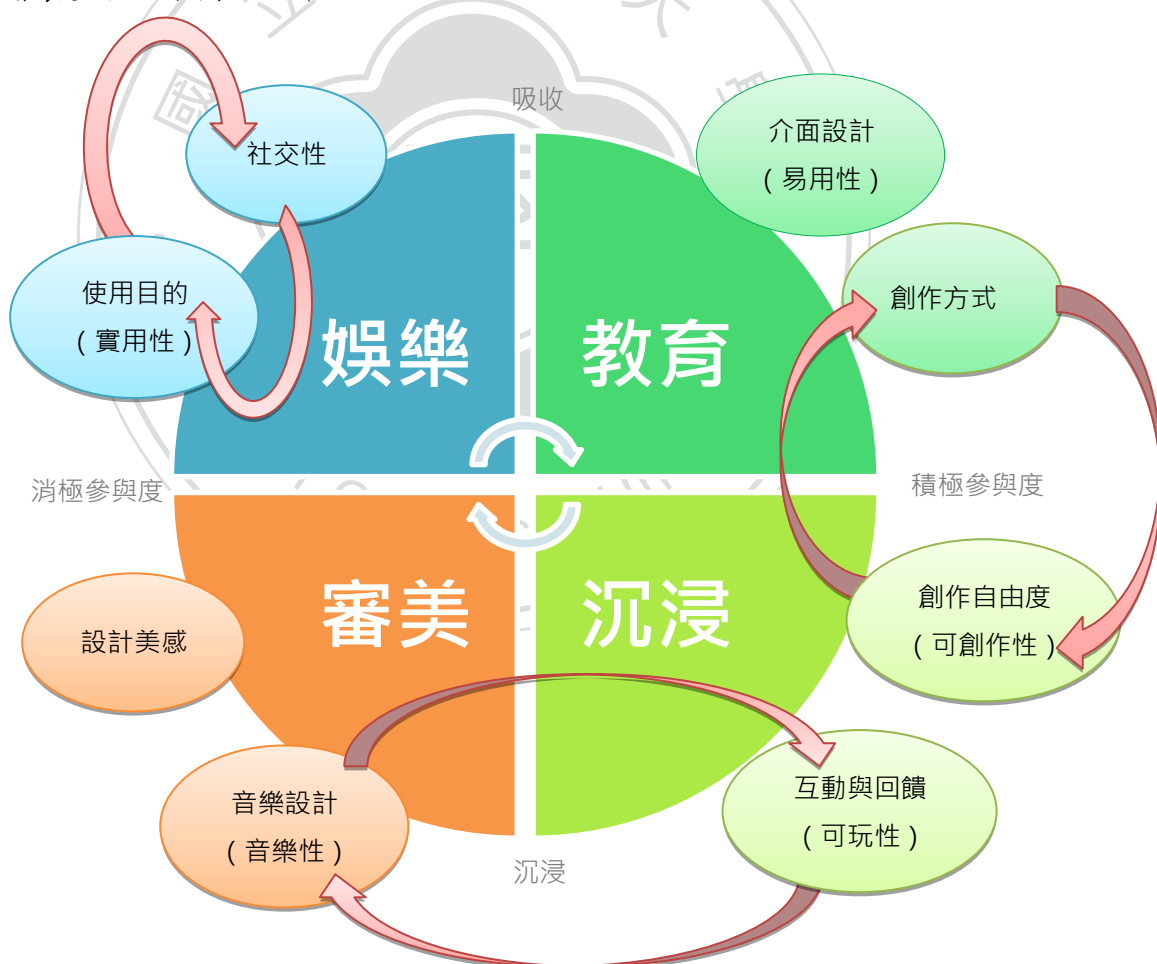 吸收
社交性
介面設計
(易用性)
使用目的
(實用性)
創作方式
娛樂
教育
消極參與度
積極參與度
審美
沉浸
設計美感
創作自由度
(可創作性)
音樂設計
(音樂性)
互動與回饋
(可玩性)
沉浸